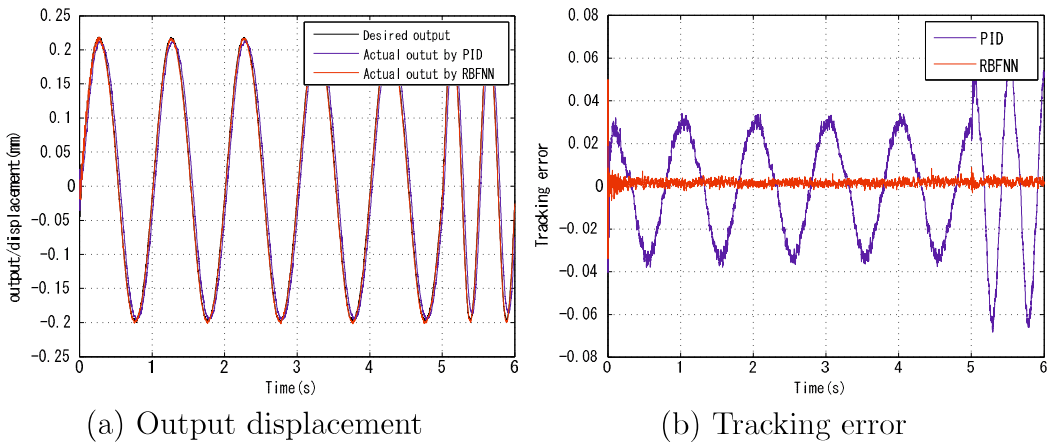 0.25
0.2
0.15
0.1
0.05
0
-0.05
-0.1
-0.15
-0.2
-0.25
output/displacement(mm)
Desired output
Actual outut by PID
Actual outut by RBFNN
0 1 2 3 4 5 6
Time(s)
(a) Output displacement
0.08
0.06
0.04
0.02
0
-0.02
-0.04
-0.06
-0.08
Tracking error
PID
RBFNN
0 1 2 3 4 5 6
Time(s)
(b) Tracking error